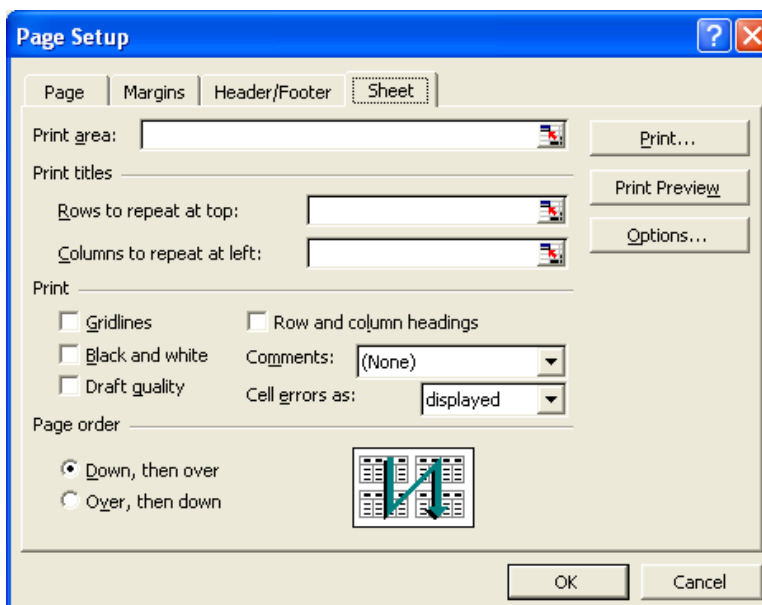 Page Setup
Page Margins Header/Footer Sheet
Print area:
Print...
Print titles
Print Preview
Rows to repeat at top:
Options...
Columns to repeat at left:
Print
Gridlines
Row and column headings
Black and white
Comments: (None)
Draft quality
Cell errors as: displayed
Page order
Down, then over
Over, then down
OK
Cancel